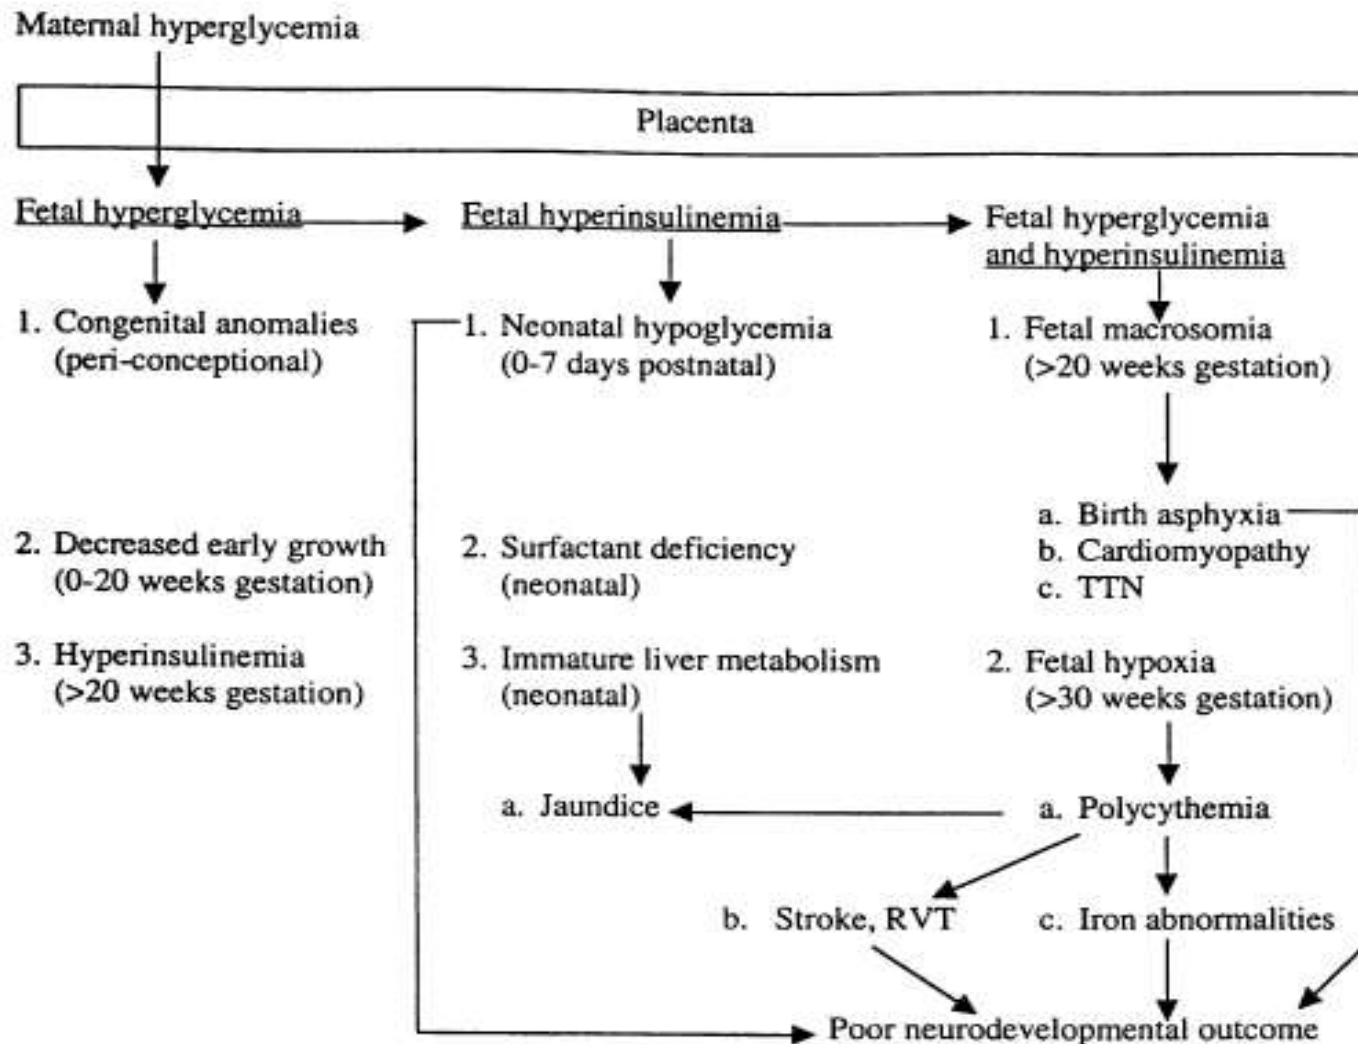 Maternal hyperglycemia
Placenta
Fetal hyperglycemia
Fetal hyperinsulinemia
Fetal hyperglycemia
and hyperinsulinemia
1. Congenital anomalies
(peri-conceptional)
2. Decreased early growth
(0-20 weeks gestation)
3. Hyperinsulinemia
(>20 weeks gestation)
1. Neonatal hypoglycemia
(0-7 days postnatal)
2. Surfactant deficiency
(neonatal)
3. Immature liver metabolism
(neonatal)
a. Jaundice
1. Fetal macrosomia
(>20 weeks gestation)
a. Birth asphyxia
b. Cardiomyopathy
c. TTN
2. Fetal hypoxia
(>30 weeks gestation)
a. Polycythemia
b. Stroke, RVT
c. Iron abnormalities
Poor neurodevelopmental outcome